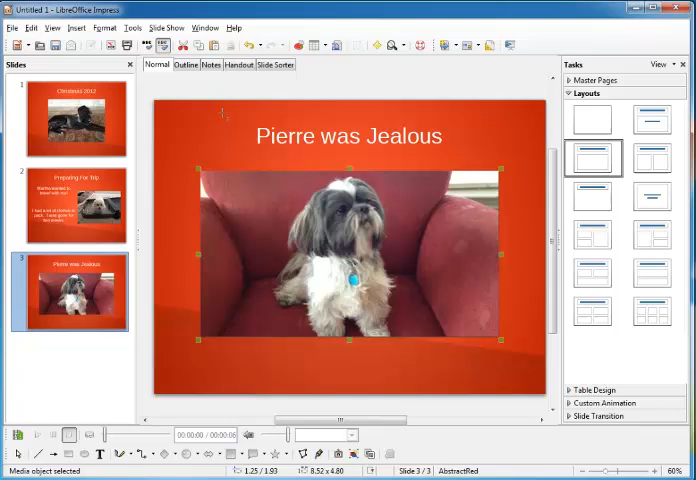 Untitled 1 - LibreOffice Impress
File Edit View Insert Format Tools Slide Show Window Help
Slides
Normal Outline Notes Handout Slide Sorter
Tasks View
Master Pages
Layouts
1
Christmas 2012
2
Preparing For Trip
3
Pierre was Jealous
Pierre was Jealous
Table Design
Custom Animation
Slide Transition
00:00:00 / 00:00:06
Media object selected 1.25 / 1.93 8.52 x 4.80 Slide 3 / 3 AbstractRed 60%